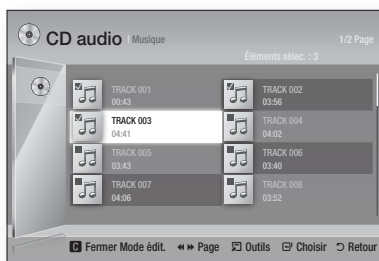 CD audio | Musique 1/2 Page
Éléments sélec. : 3
TRACK 001 TRACK 002
00:43 03:56
TRACK 003 TRACK 004
04:41 04:02
TRACK 005 TRACK 006
03:43 03:40
TRACK 007 TRACK 008
04:06 03:52
C Fermer Mode édit. Page Outils Choisir Retour